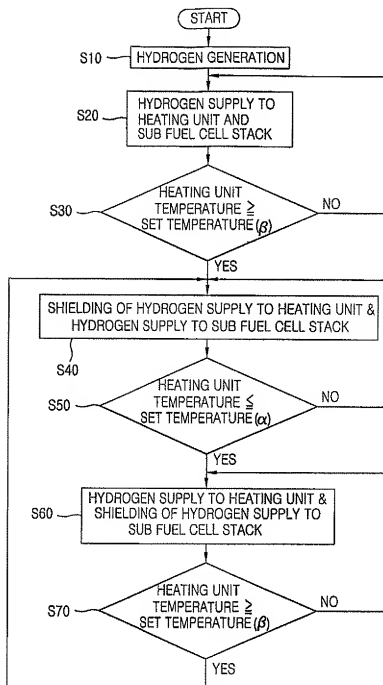 START
S10
HYDROGEN GENERATION
S20
HYDROGEN SUPPLY TO
HEATING UNIT AND
SUB FUEL CELL STACK
S30
HEATING UNIT
TEMPERATURE ≧
SET TEMPERATURE(β)
NO
YES
SHIELDING OF HYDROGEN SUPPLY TO HEATING UNIT &
HYDROGEN SUPPLY TO SUB FUEL CELL STACK
S40
S50
HEATING UNIT
TEMPERATURE ≦
SET TEMPERATURE(α)
NO
YES
S60
HYDROGEN SUPPLY TO HEATING UNIT &
SHIELDING OF HYDROGEN SUPPLY TO
SUB FUEL CELL STACK
S70
HEATING UNIT
TEMPERATURE ≧
SET TEMPERATURE(β)
NO
YES